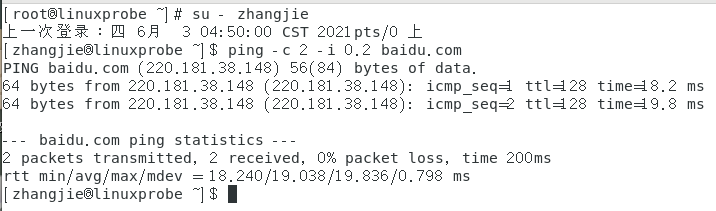 [root@linuxprobe ]# su - zhangjie
上一次登录：四 6月  3 04:50:00 CST 2021pts/0 上
[zhangjie@linuxprobe ]$ ping -c 2 -i 0.2 baidu.com
PING baidu.com (220.181.38.148) 56(84) bytes of data.
64 bytes from 220.181.38.148 (220.181.38.148): icmp_seq=1 ttl=128 time=18.2 ms
64 bytes from 220.181.38.148 (220.181.38.148): icmp_seq=2 ttl=128 time=19.8 ms
--- baidu.com ping statistics ---
2 packets transmitted, 2 received, 0% packet loss, time 200ms
rtt min/avg/max/mdev = 18.240/19.038/19.836/0.798 ms
[zhangjie@linuxprobe ]$